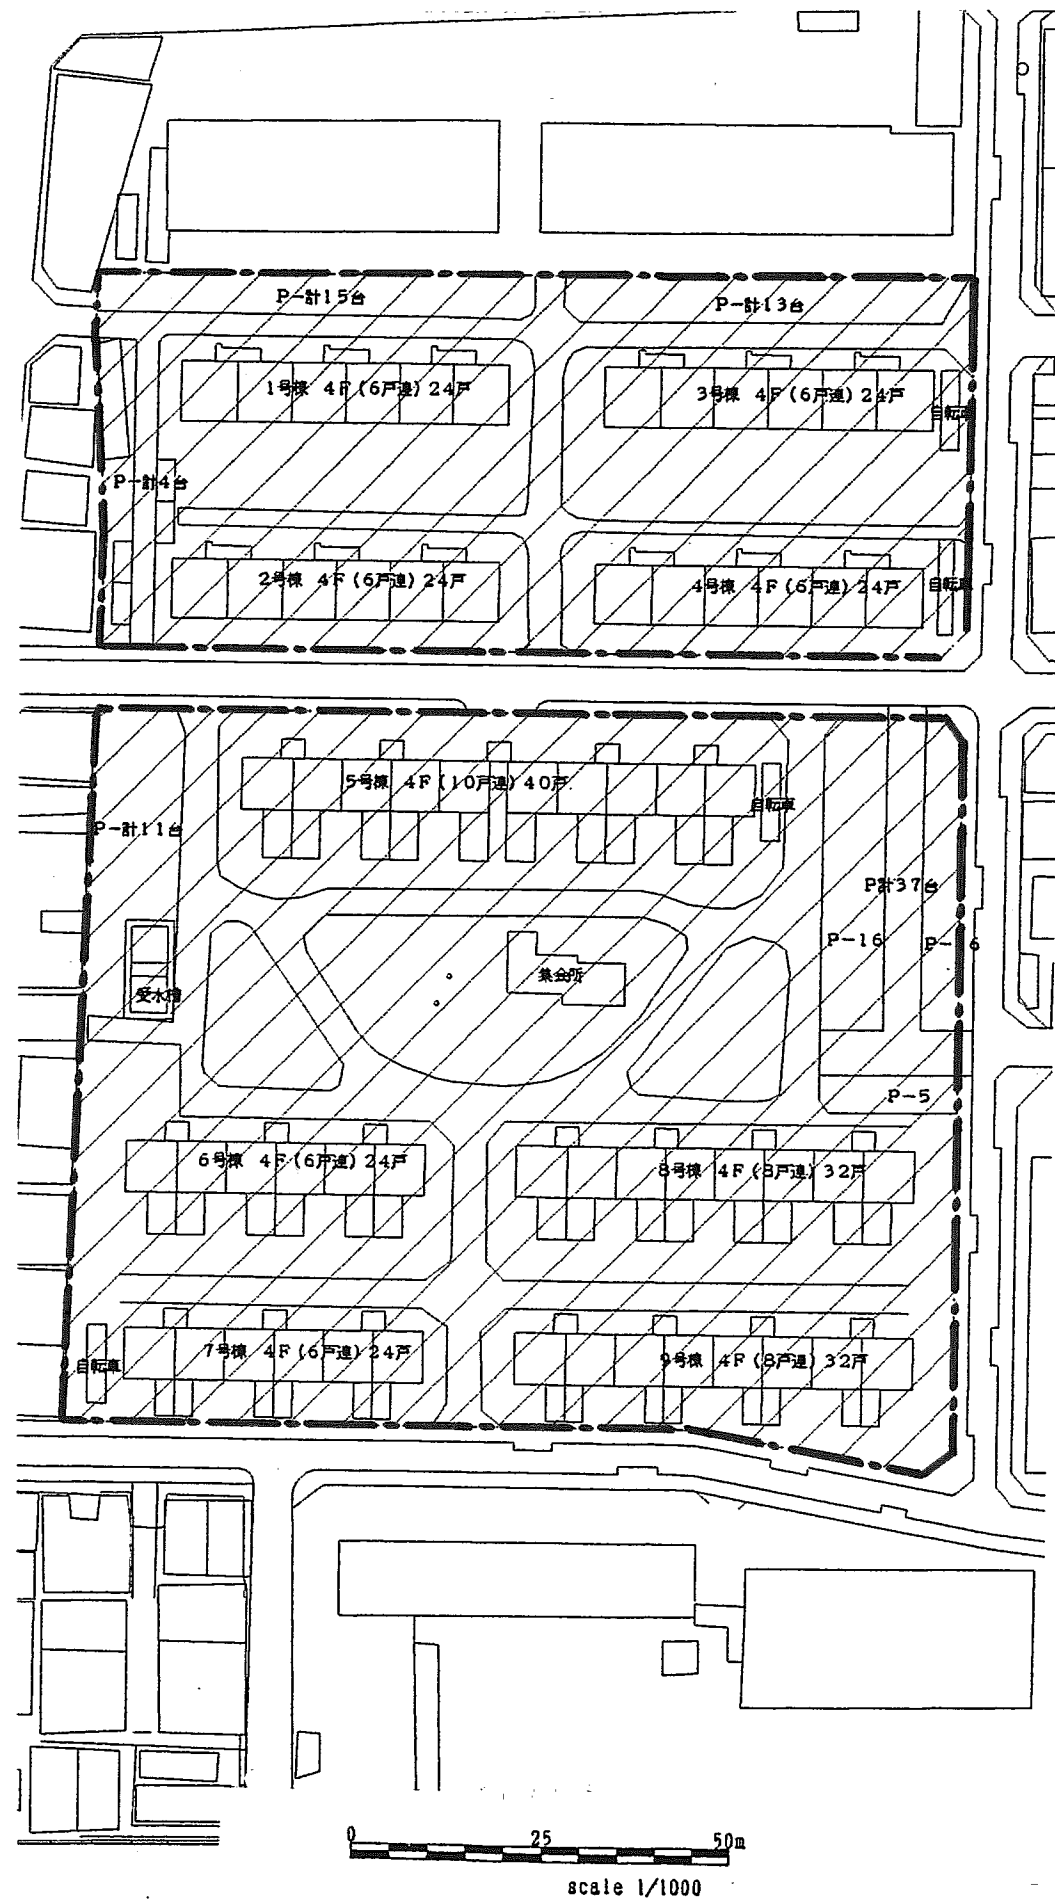 P-計15台
P-計13台
1号棟 4F(6戸連)24戸
3号棟 4F(6戸連)24戸
自転車
P-計4台
2号棟 4F(6戸連)24戸
4号棟 4F(6戸連)24戸
自転車
5号棟 4F(10戸連)40戸
自転車
P-計11台
P計37台
P-16
P-16
集会所
受水槽
P-5
6号棟 4F(6戸連)24戸
8号棟 4F(8戸連)32戸
7号棟 4F(6戸連)24戸
9号棟 4F(8戸連)32戸
自転車
0 25 50m
scale 1/1000